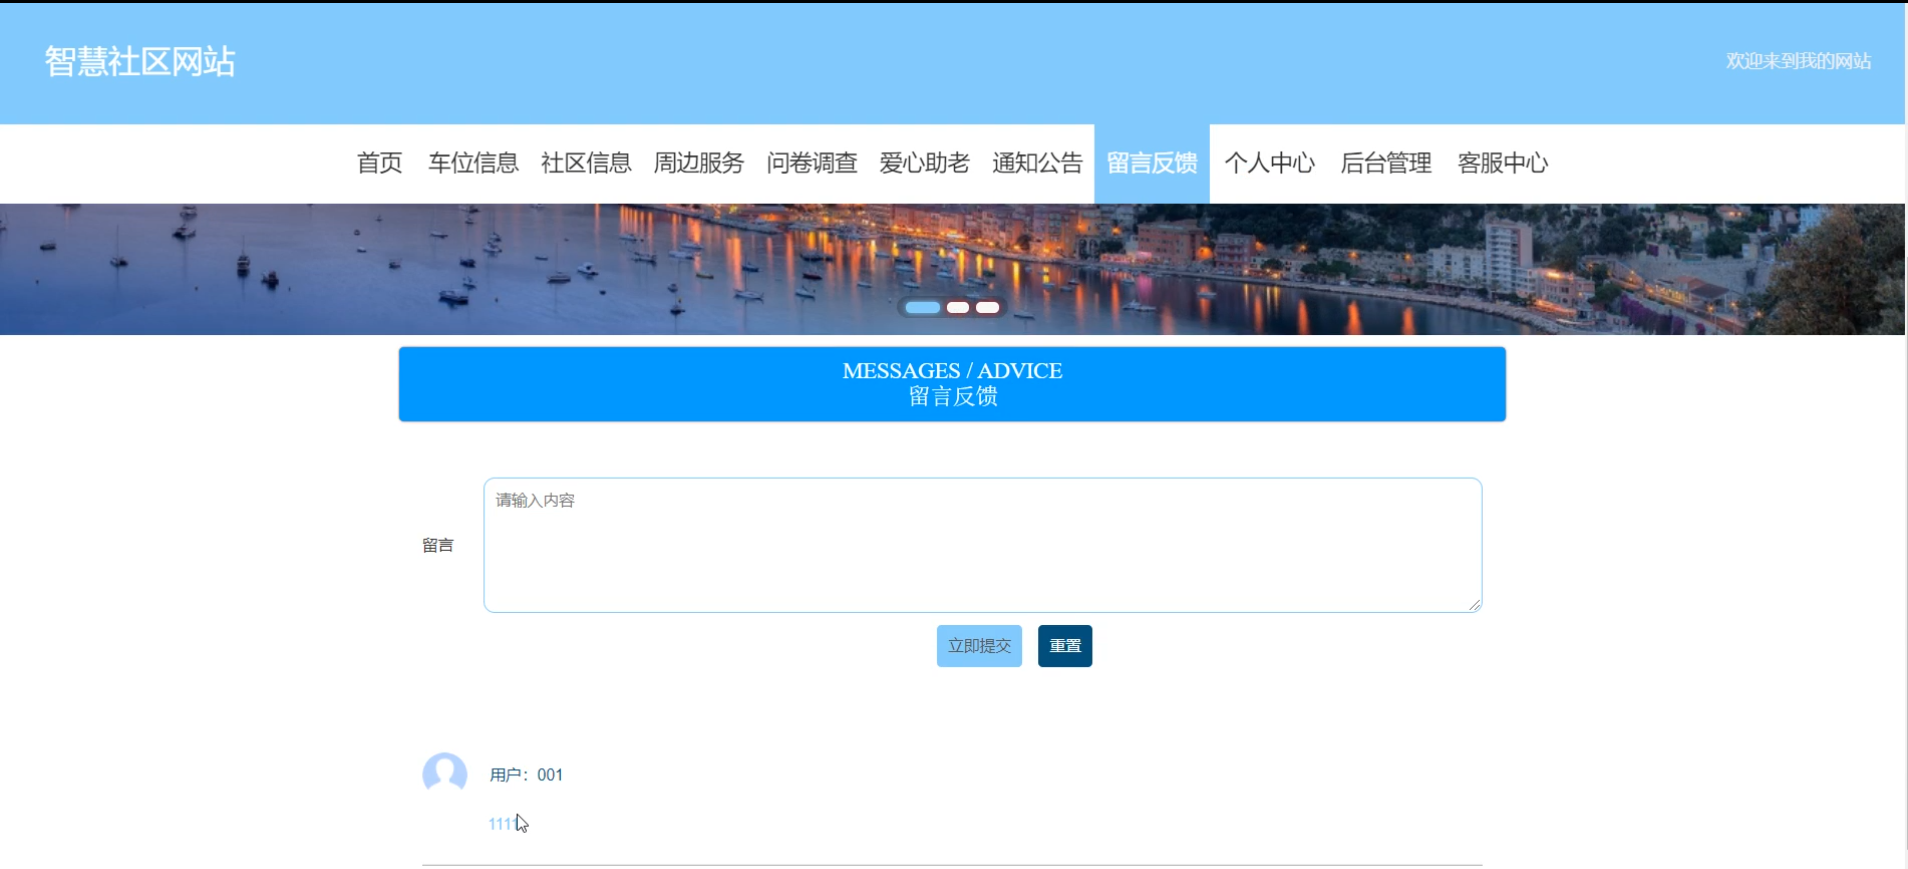 智慧社区网站
欢迎来到我的网站
首页 车位信息 社区信息 周边服务 问卷调查 爱心助老 通知公告 留言反馈 个人中心 后台管理 客服中心
MESSAGES / ADVICE
留言反馈
请输入内容
留言
立即提交 重置
用户：001
1111